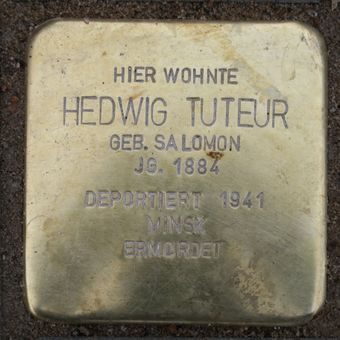 HIER WOHNTE
HEDWIG TUTEUR
GEB. SALOMON
JG. 1884
DEPORTIERT 1941
MINSK
ERMORDET